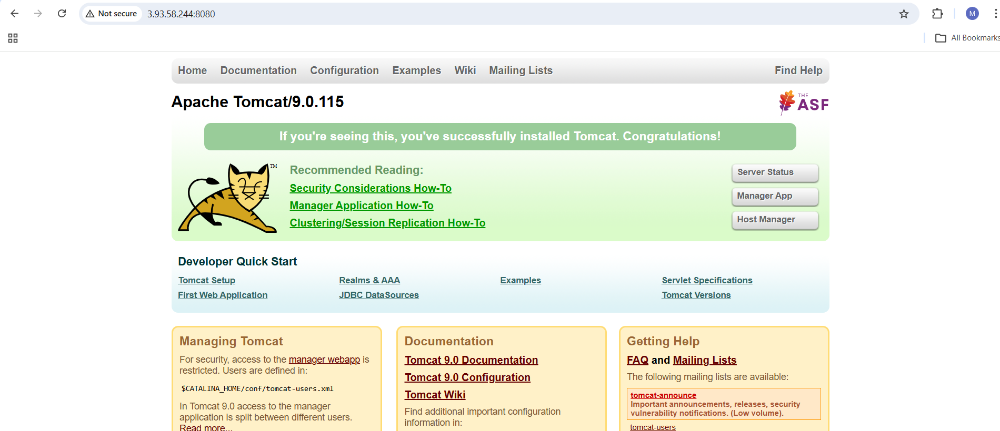 Not secure
3.93.58.244:8080
M
All Bookmarks
Home Documentation Configuration Examples Wiki Mailing Lists Find Help
Apache Tomcat/9.0.115
THE
ASF
If you're seeing this, you've successfully installed Tomcat. Congratulations!
TM
Recommended Reading:
Security Considerations How-To
Manager Application How-To
Clustering/Session Replication How-To
Server Status
Manager App
Host Manager
Developer Quick Start
Tomcat Setup
First Web Application
Realms & AAA
JDBC DataSources
Examples
Servlet Specifications
Tomcat Versions
Managing Tomcat
For security, access to the manager webapp is
restricted. Users are defined in:
$CATALINA_HOME/conf/tomcat-users.xml
In Tomcat 9.0 access to the manager
application is split between different users.
Read more...
Documentation
Tomcat 9.0 Documentation
Tomcat 9.0 Configuration
Tomcat Wiki
Find additional important configuration
information in:
Getting Help
FAQ and Mailing Lists
The following mailing lists are available:
tomcat-announce
Important announcements, releases, security
vulnerability notifications. (Low volume).
tomcat-users